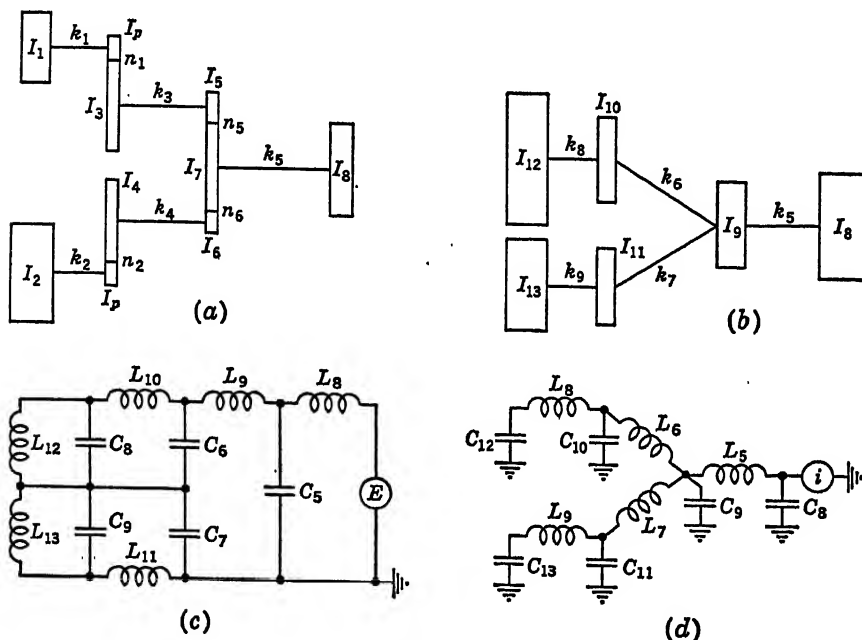 I₁ k₁ Iₚ
n₁
I₃ k₃ I₅
n₅
I₇ k₅ I₈
I₄ n₆
k₄ I₆
I₂ k₂ n₂
Iₚ
(a)
I₁₀
I₁₂ k₈
k₆
I₉ k₅ I₈
I₁₁
I₁₃ k₉ k₇
(b)
L₁₀ L₉ L₈
L₁₂ C₈ C₆
C₅ E
L₁₃ C₉ C₇
L₁₁
(c)
L₈
C₁₂ C₁₀ L₆
L₅ i
L₉ L₇ C₉ C₈
C₁₃ C₁₁
(d)